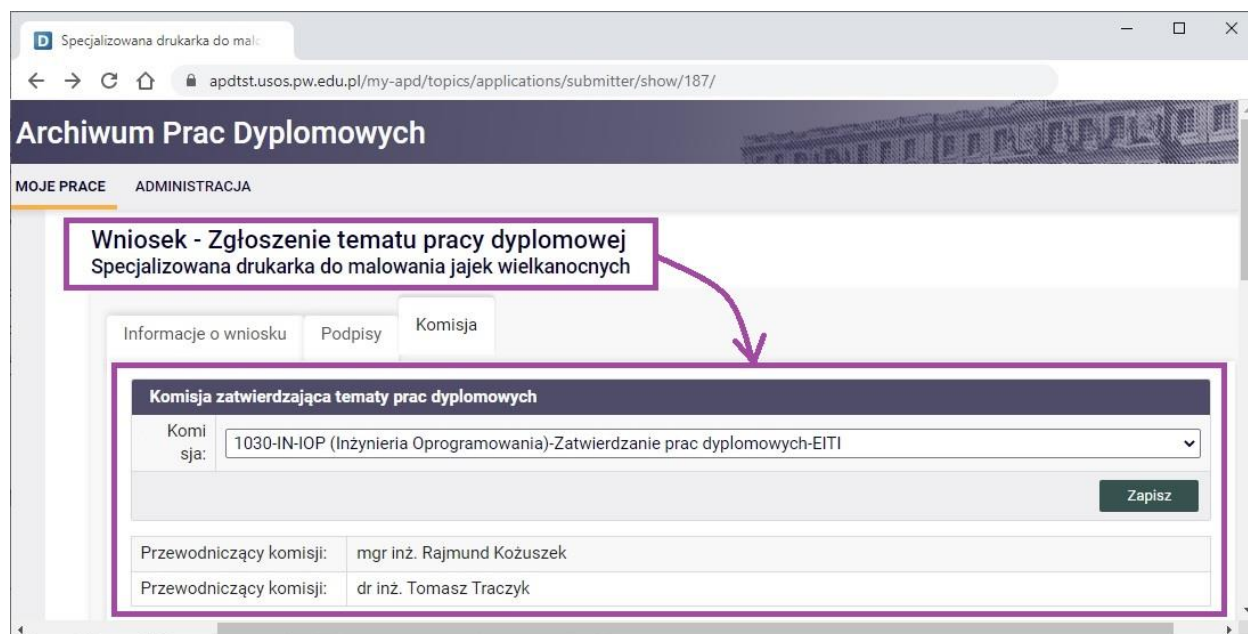 Specjalizowana drukarka do malo
apdtst.usos.pw.edu.pl/my-apd/topics/applications/submitter/show/187/
Archiwum Prac Dyplomowych
MOJE PRACE ADMINISTRACJA
Wniosek - Zgłoszenie tematu pracy dyplomowej
Specjalizowana drukarka do malowania jajek wielkanocnych
Informacje o wniosku Podpisy Komisja
Komisja zatwierdzająca tematy prac dyplomowych
Komi
sja:
1030-IN-IOP (Inżynieria Oprogramowania)-Zatwierdzanie prac dyplomowych-EITI
Zapisz
Przewodniczący komisji: mgr inż. Rajmund Kożuszek
Przewodniczący komisji: dr inż. Tomasz Traczyk